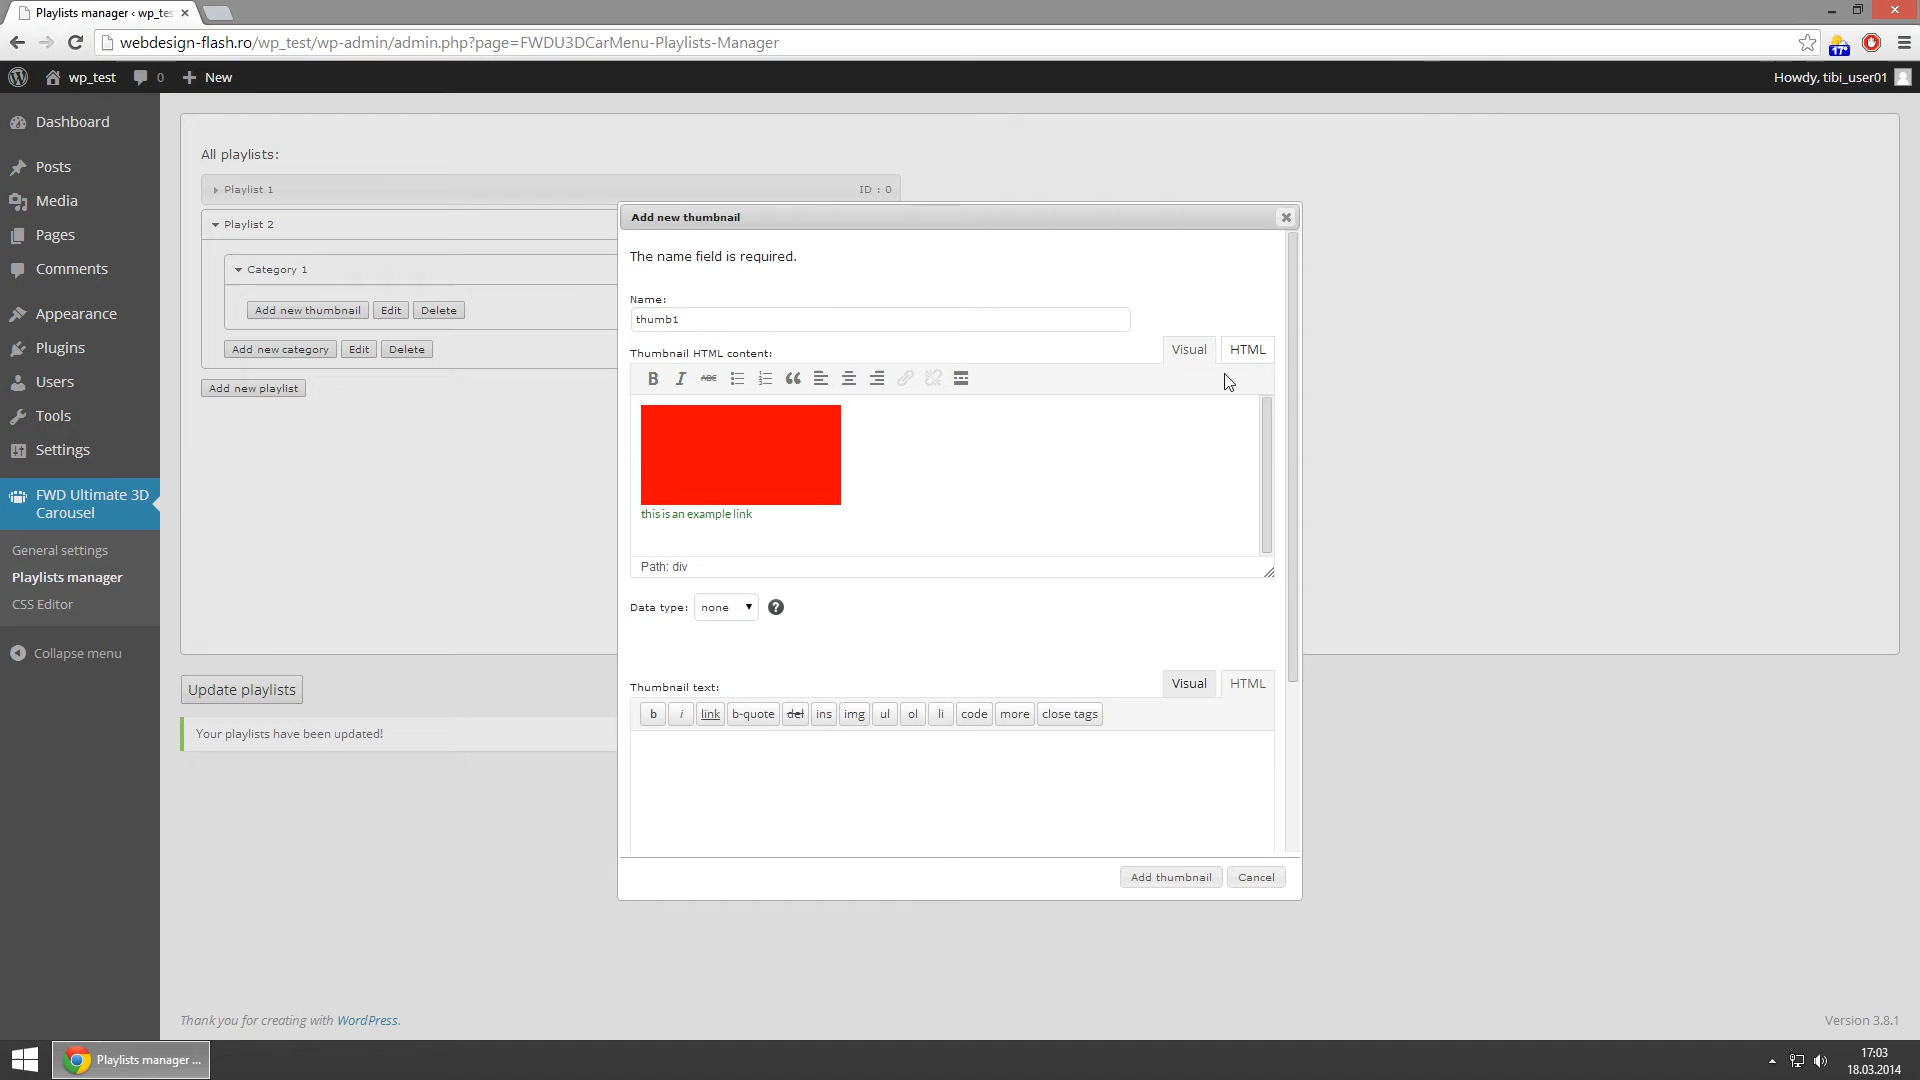 Playlists manager ‹ wp_tes
webdesign-flash.ro/wp_test/wp-admin/admin.php?page=FWDU3DCarMenu-Playlists-Manager
17°
wp_test 0 New
Howdy, tibi_user01
Dashboard
Posts
Media
Pages
Comments
Appearance
Plugins
Users
Tools
Settings
FWD Ultimate 3D
Carousel
General settings
Playlists manager
CSS Editor
Collapse menu
All playlists:
Playlist 1 ID : 0
Playlist 2
Category 1
Add new thumbnail Edit Delete
Add new category Edit Delete
Add new playlist
Update playlists
Your playlists have been updated!
Add new thumbnail
The name field is required.
Name:
thumb1
Thumbnail HTML content: Visual HTML
B I ABC
this is an example link
Path: div
Data type: none ?
Thumbnail text: Visual HTML
b i link b-quote del ins img ul ol li code more close tags
Add thumbnail Cancel
Thank you for creating with WordPress. Version 3.8.1
Playlists manager ...
17:03
18.03.2014